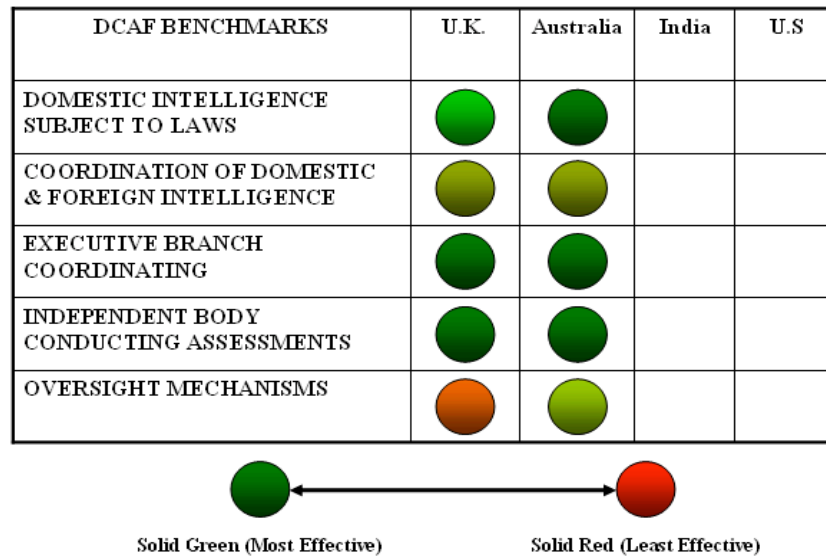 DCAF BENCHMARKS U.K. Australia India U.S
DOMESTIC INTELLIGENCE
SUBJECT TO LAWS
COORDINATION OF DOMESTIC
& FOREIGN INTELLIGENCE
EXECUTIVE BRANCH
COORDINATING
INDEPENDENT BODY
CONDUCTING ASSESSMENTS
OVERSIGHT MECHANISMS
Solid Green (Most Effective) Solid Red (Least Effective)